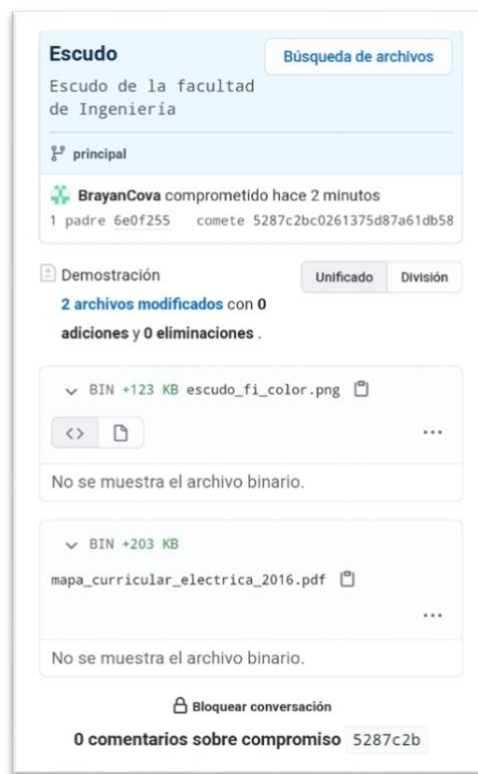 Escudo
Búsqueda de archivos
Escudo de la facultad
de Ingeniería
principal
BrayanCova comprometido hace 2 minutos
1 padre 6e0f255 comete 5287c2bc0261375d87a61db58
Demostración
Unificado División
2 archivos modificados con 0
adiciones y 0 eliminaciones .
BIN +123 KB escudo_fi_color.png
No se muestra el archivo binario.
BIN +203 KB
mapa_curricular_electrica_2016.pdf
No se muestra el archivo binario.
Bloquear conversación
0 comentarios sobre compromiso 5287c2b